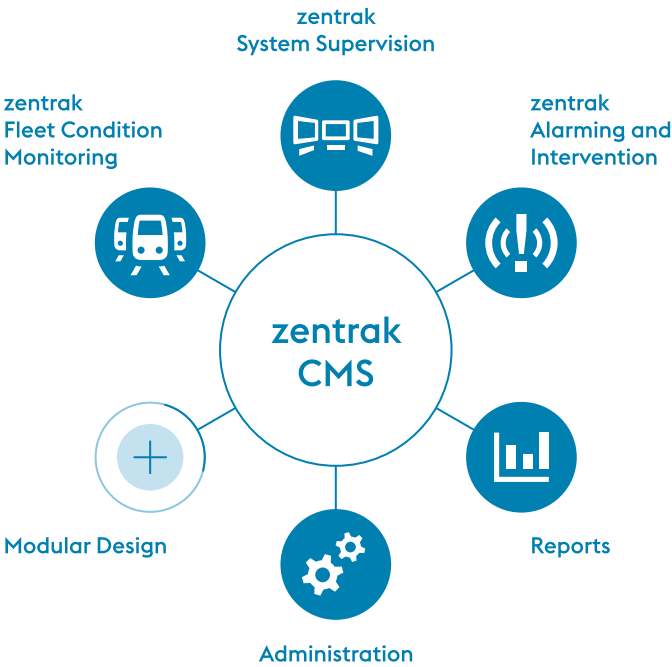 zentrak
System Supervision
zentrak
Fleet Condition
Monitoring
zentrak
Alarming and
Intervention
zentrak
CMS
Modular Design
Reports
Administration